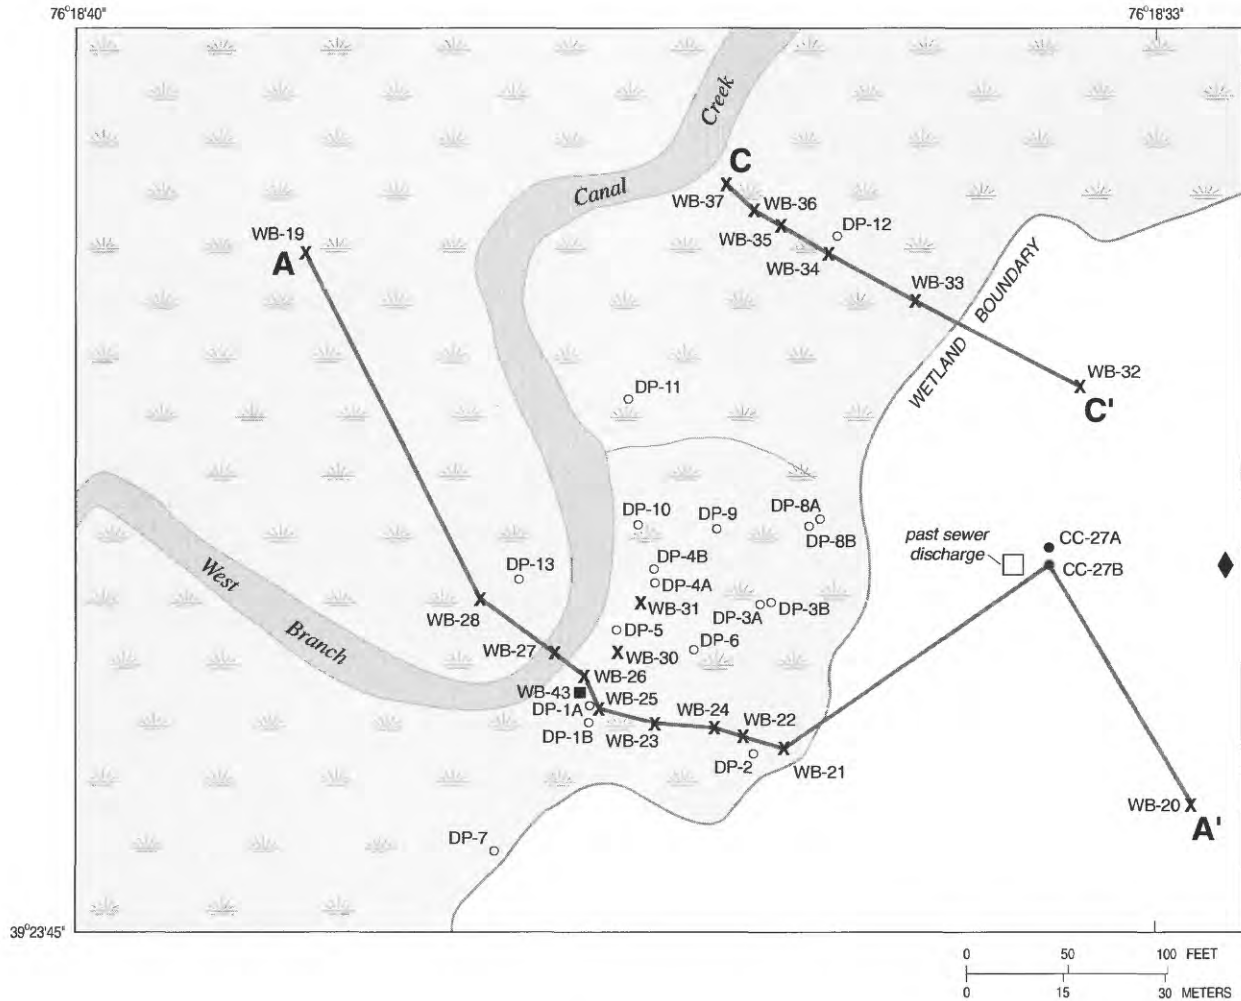 76°18'40"
76°18'33"
Creek
Canal
C
WB-37
WB-36
WB-35
DP-12
WB-34
WB-19
A
WB-33
BOUNDARY
WETLAND
WB-32
C'
DP-11
DP-10
DP-9
DP-8A
DP-8B
past sewer
discharge
CC-27A
CC-27B
DP-4B
DP-4A
DP-13
WB-31
DP-3A
DP-3B
West
Branch
WB-28
DP-5
DP-6
WB-27
WB-30
WB-26
WB-43
WB-25
DP-1A
DP-1B
WB-23
WB-24
WB-22
DP-2
WB-21
WB-20
A'
DP-7
39°23'45"
0 50 100 FEET
0 15 30 METERS